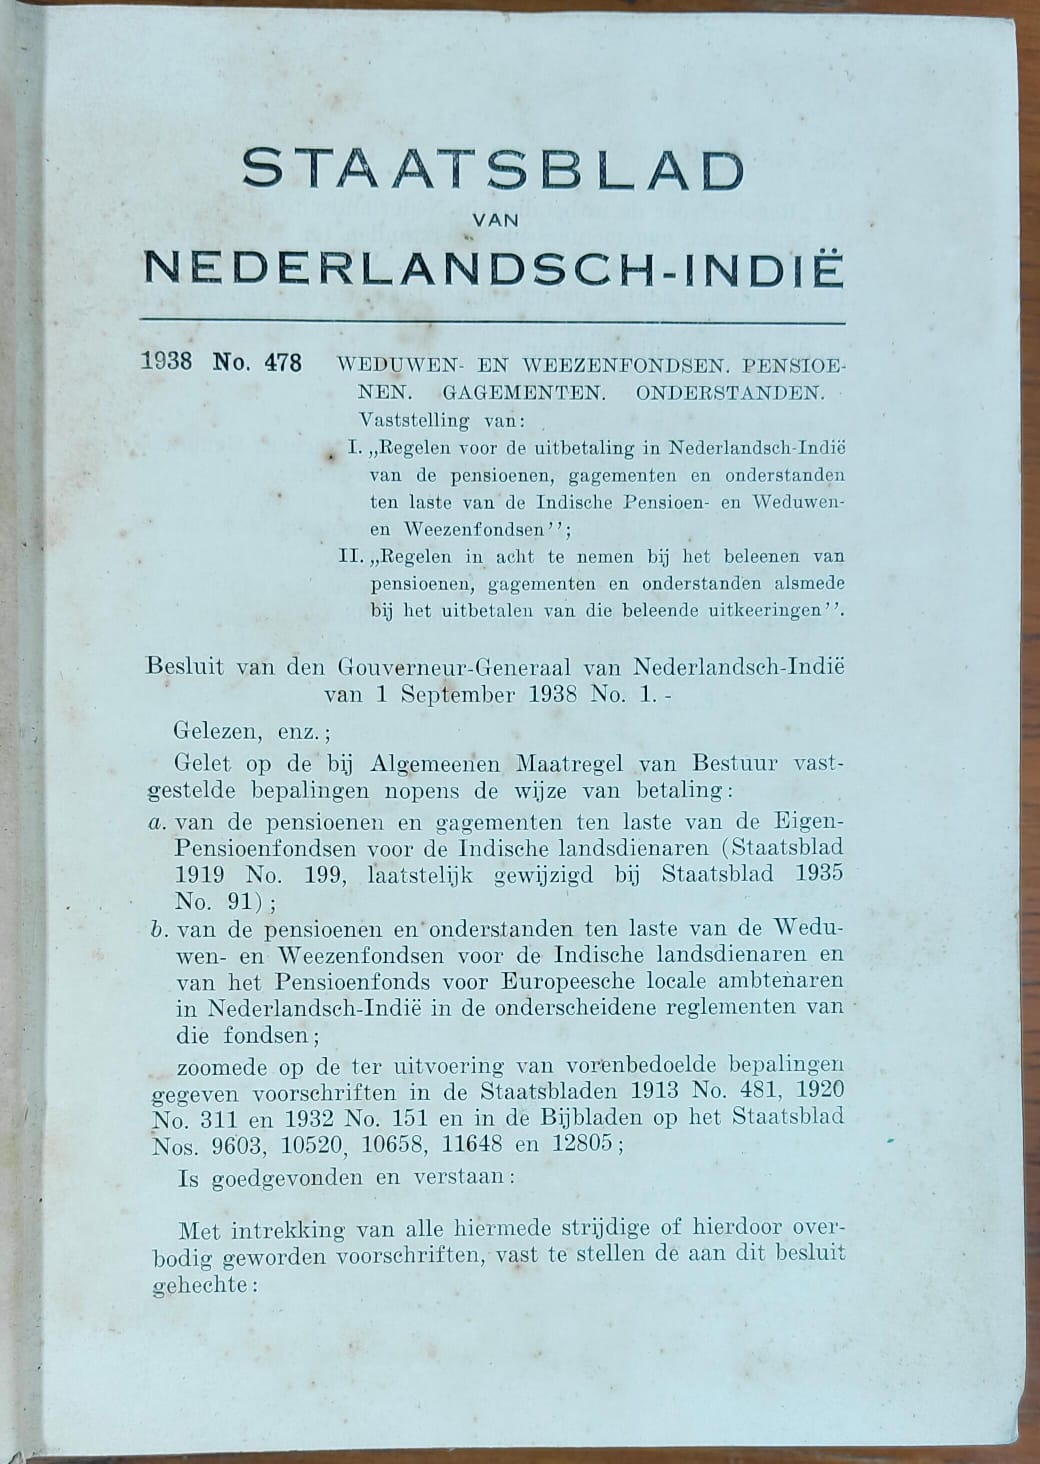 STAATSBLAD
VAN
NEDERLANDSCH-INDIË
1938 No. 478 WEDUWEN- EN WEEZENFONDSEN. PENSIOE-
NEN. GAGEMENTEN. ONDERSTANDEN.
Vaststelling van:
I. „Regelen voor de uitbetaling in Nederlandsch-Indië
van de pensioenen, gagementen en onderstanden
ten laste van de Indische Pensioen- en Weduwen-
en Weezenfondsen'';
II. „Regelen in acht te nemen bij het beleenen van
pensioenen, gagementen en onderstanden alsmede
bij het uitbetalen van die beleende uitkeeringen''.
Besluit van den Gouverneur-Generaal van Nederlandsch-Indië
van 1 September 1938 No. 1. -
Gelezen, enz.;
Gelet op de bij Algemeenen Maatregel van Bestuur vast-
gestelde bepalingen nopens de wijze van betaling:
a. van de pensioenen en gagementen ten laste van de Eigen-
Pensioenfondsen voor de Indische landsdienaren (Staatsblad
1919 No. 199, laatstelijk gewijzigd bij Staatsblad 1935
No. 91);
b. van de pensioenen en onderstanden ten laste van de Wedu-
wen- en Weezenfondsen voor de Indische landsdienaren en
van het Pensioenfonds voor Europeesche locale ambtenaren
in Nederlandsch-Indië in de onderscheidene reglementen van
die fondsen;
zoomede op de ter uitvoering van vorenbedoelde bepalingen
gegeven voorschriften in de Staatsbladen 1913 No. 481, 1920
No. 311 en 1932 No. 151 en in de Bijbladen op het Staatsblad
Nos. 9603, 10520, 10658, 11648 en 12805;
Is goedgevonden en verstaan:
Met intrekking van alle hiermede strijdige of hierdoor over-
bodig geworden voorschriften, vast te stellen de aan dit besluit
gehechte: